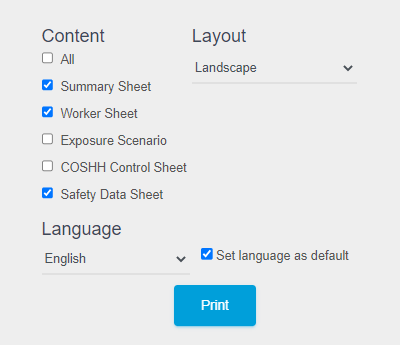 Content
All
Summary Sheet
Worker Sheet
Exposure Scenario
COSHH Control Sheet
Safety Data Sheet
Layout
Landscape
Language
English
Set language as default
Print